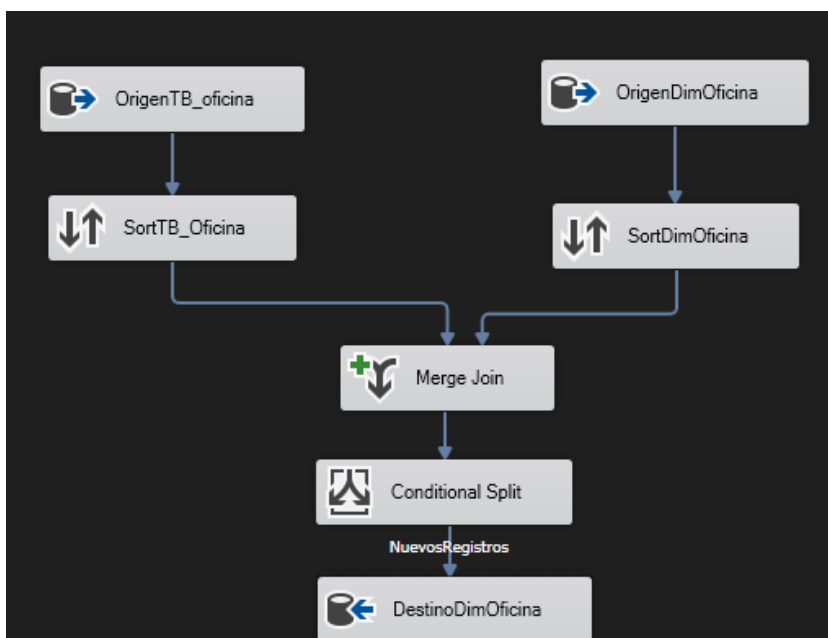 OrigenTB_oficina
OrigenDimOficina
SortTB_Oficina
SortDimOficina
Merge Join
Conditional Split
NuevosRegistros
DestinoDimOficina